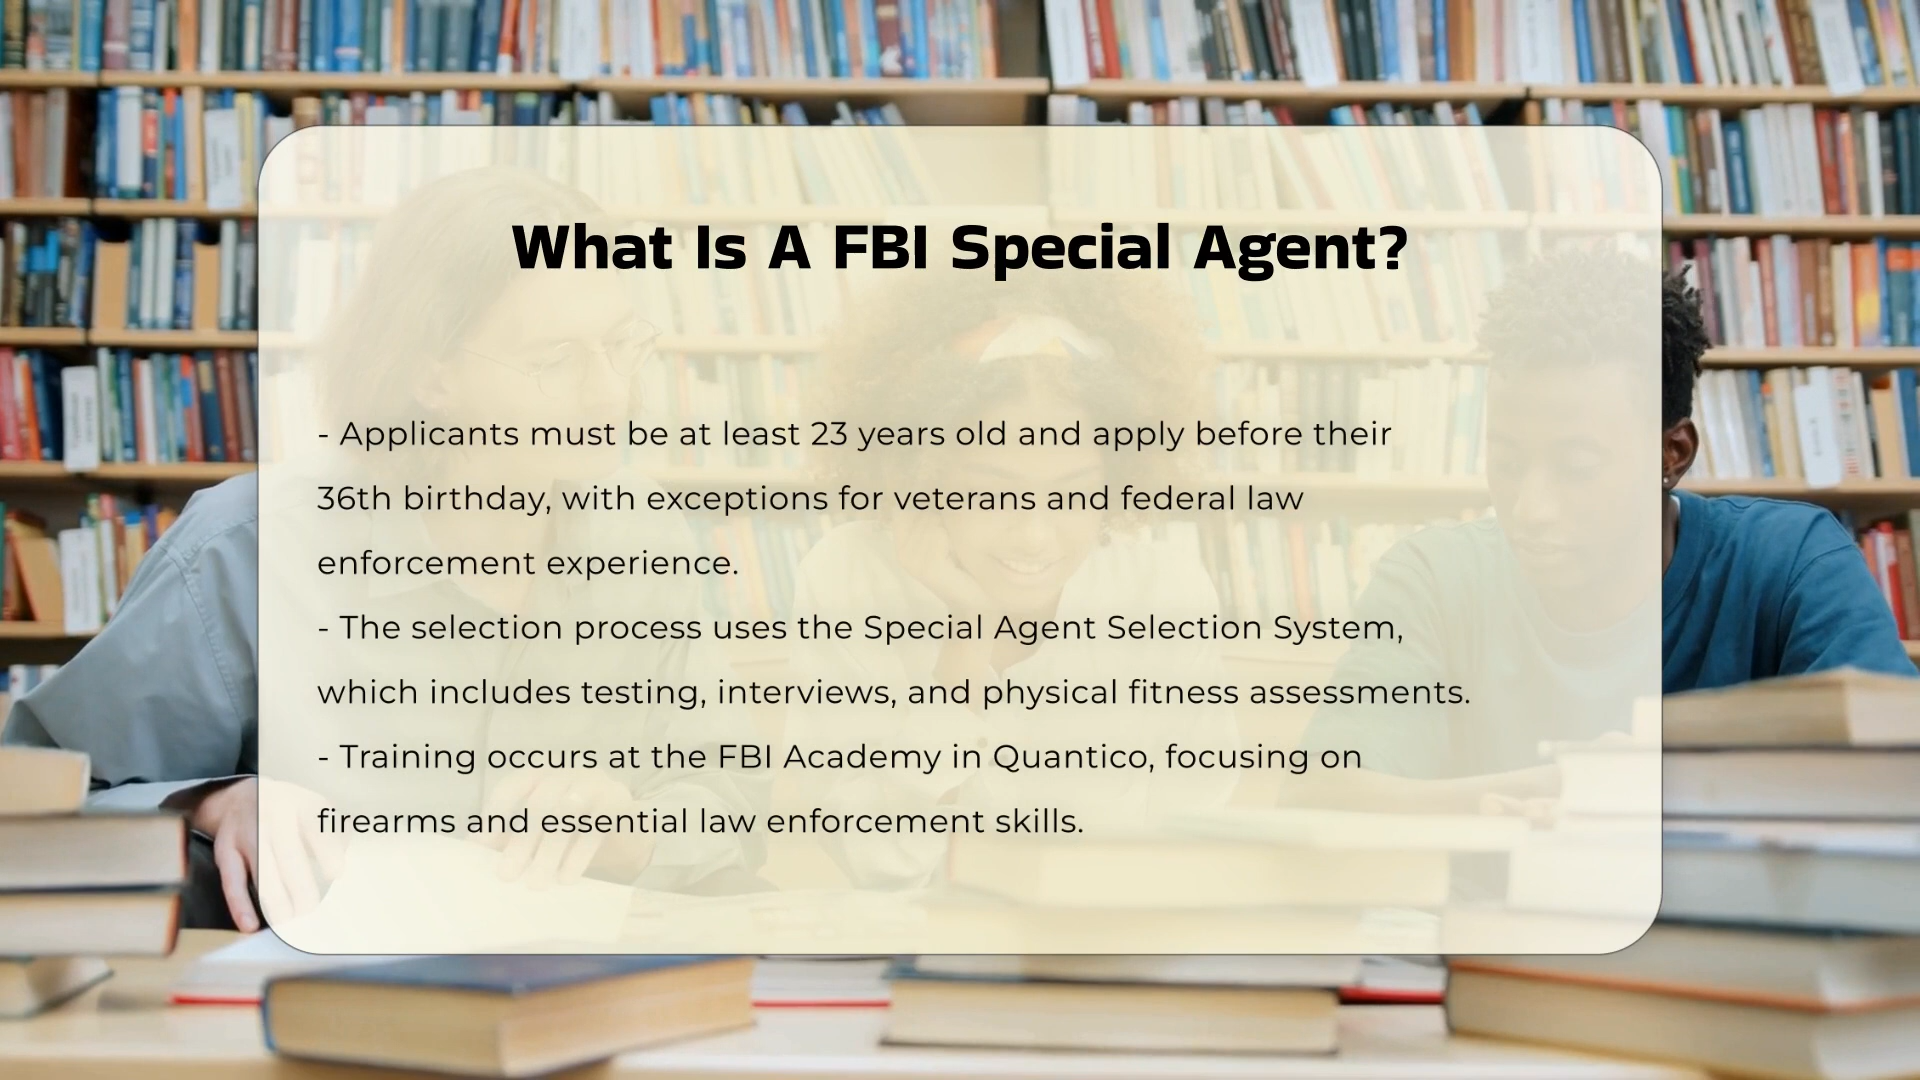 What Is A FBI Special Agent?
- Applicants must be at least 23 years old and apply before their
36th birthday, with exceptions for veterans and federal law
enforcement experience.
- The selection process uses the Special Agent Selection System,
which includes testing, interviews, and physical fitness assessments.
- Training occurs at the FBI Academy in Quantico, focusing on
firearms and essential law enforcement skills.